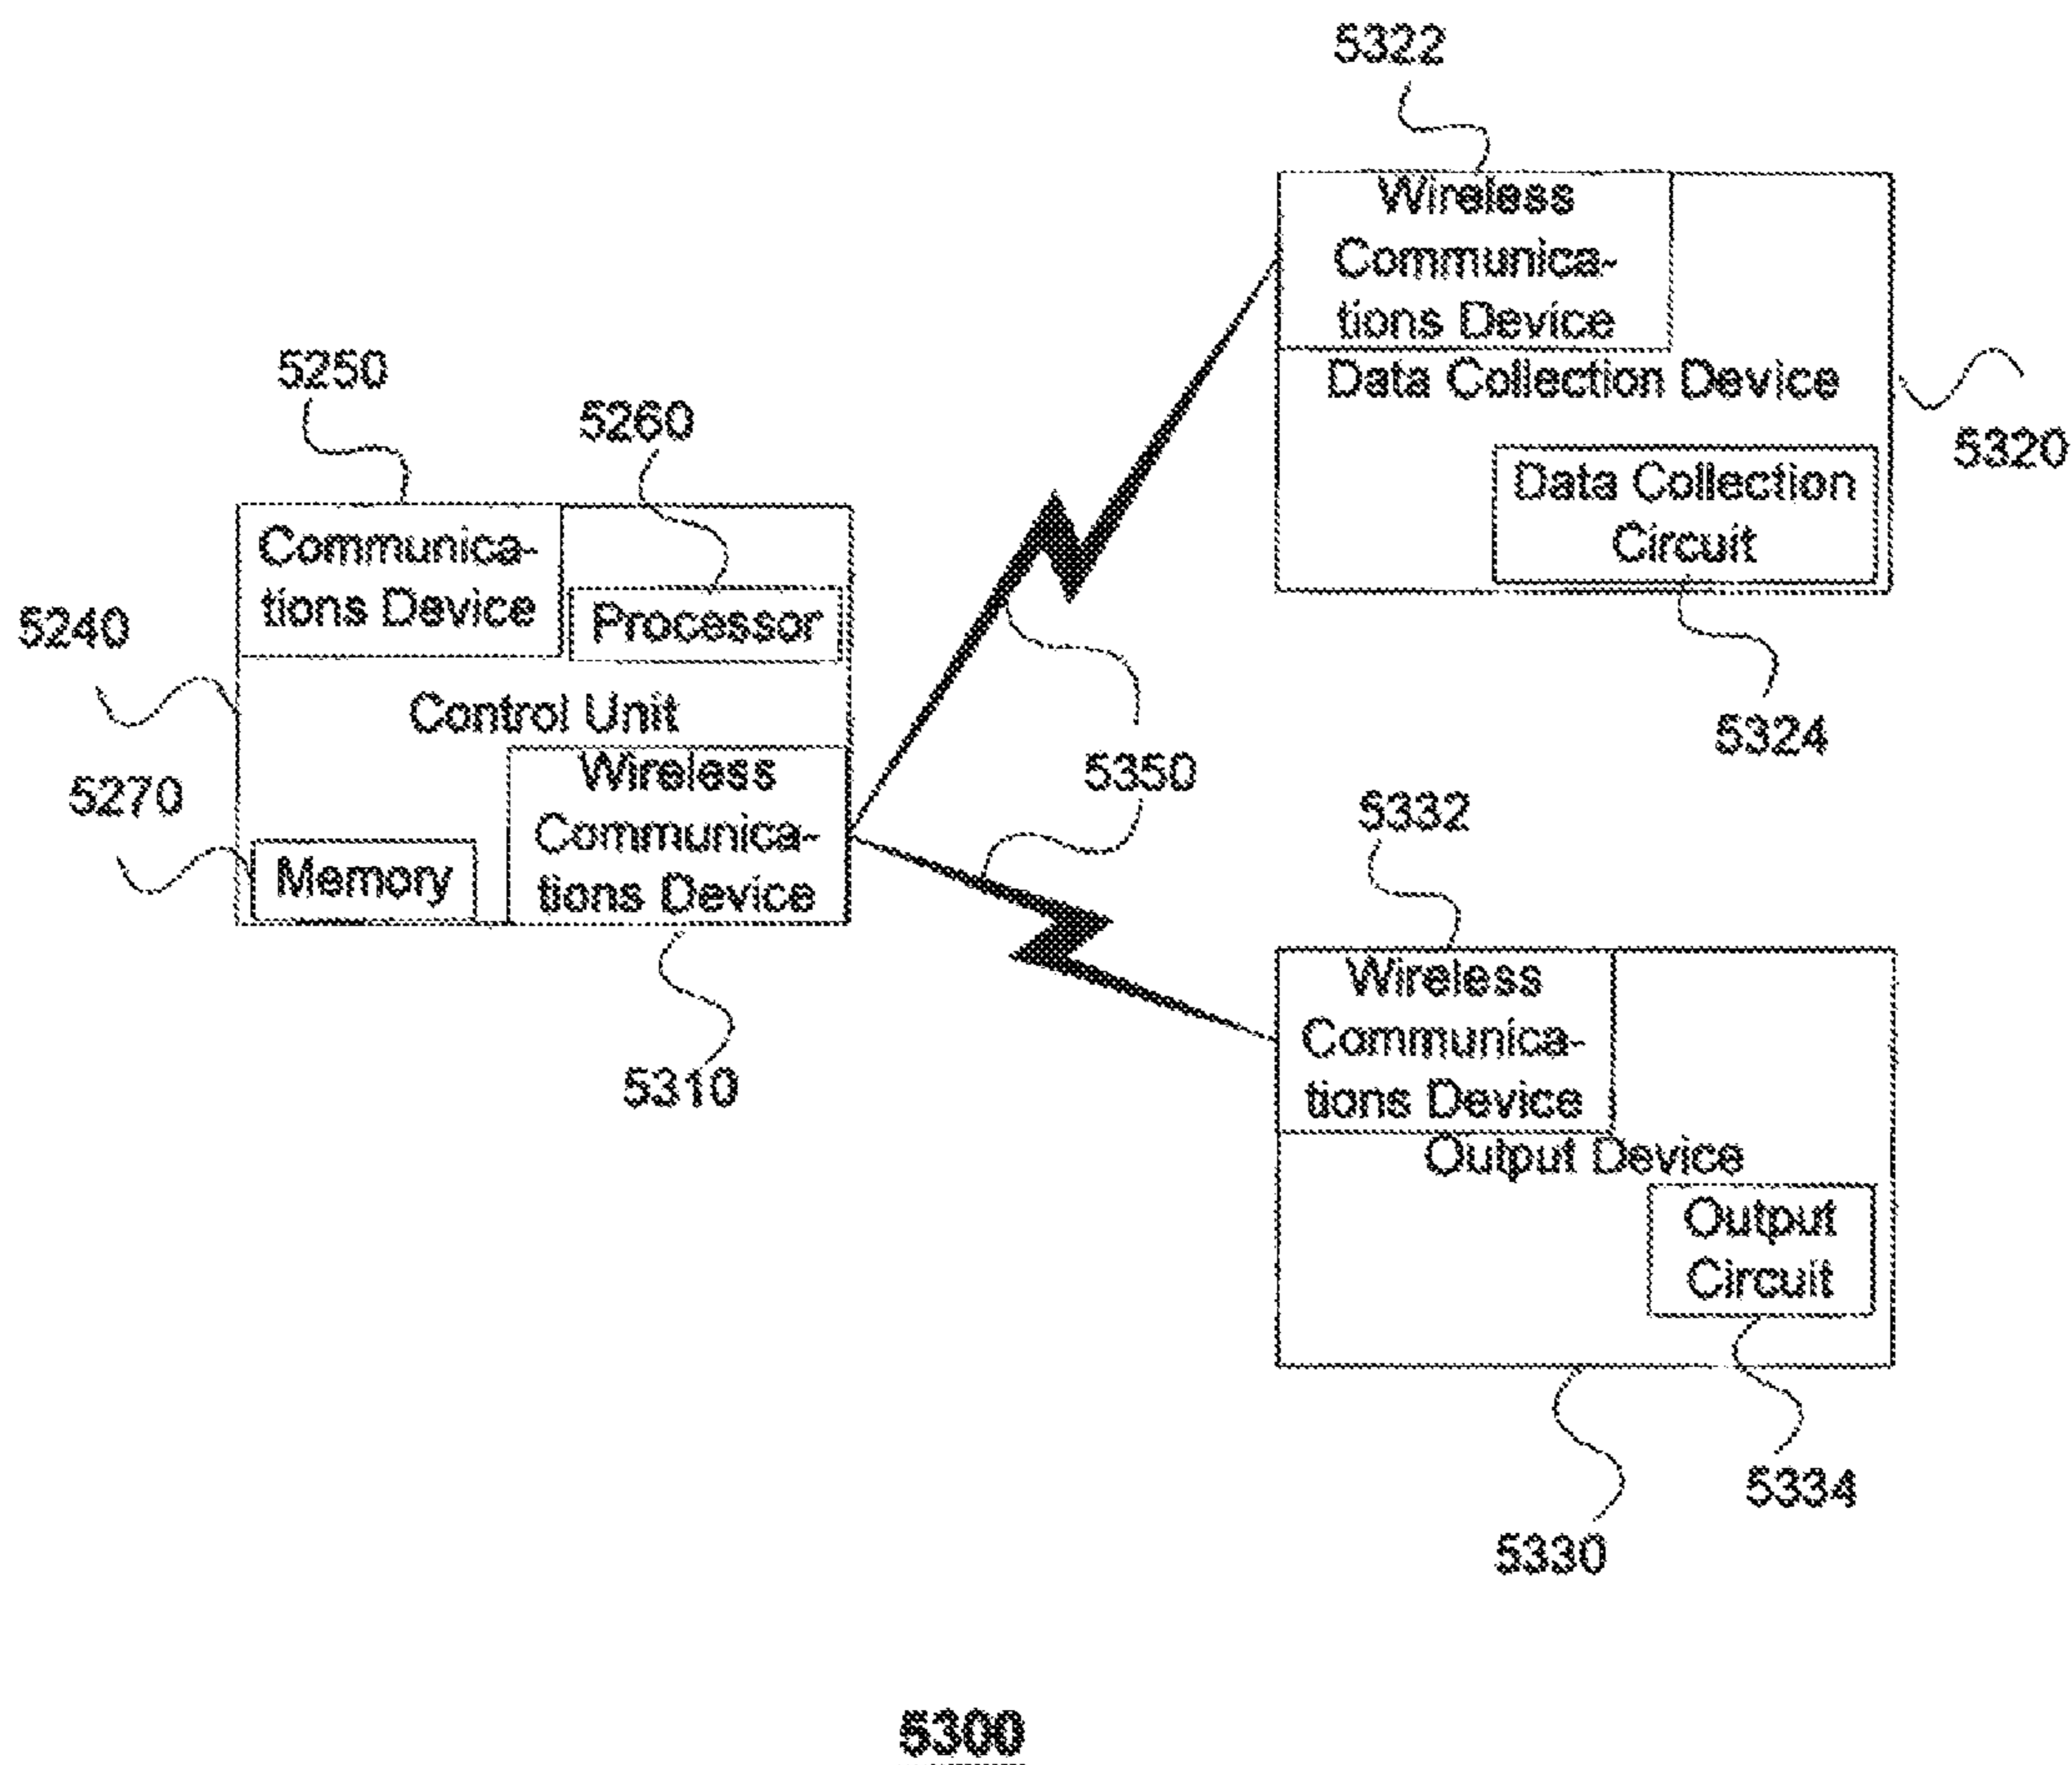 5322
Wireless
Communica-
tions Device
Data Collection Device
5320
Data Collection
Circuit
5324
5250
5260
Communica-
tions Device
Processor
5240
Control Unit
5270
Memory
Wireless
Communica-
tions Device
5310
5350
5332
Wireless
Communica-
tions Device
Output Device
Output
Circuit
5334
5330
5300